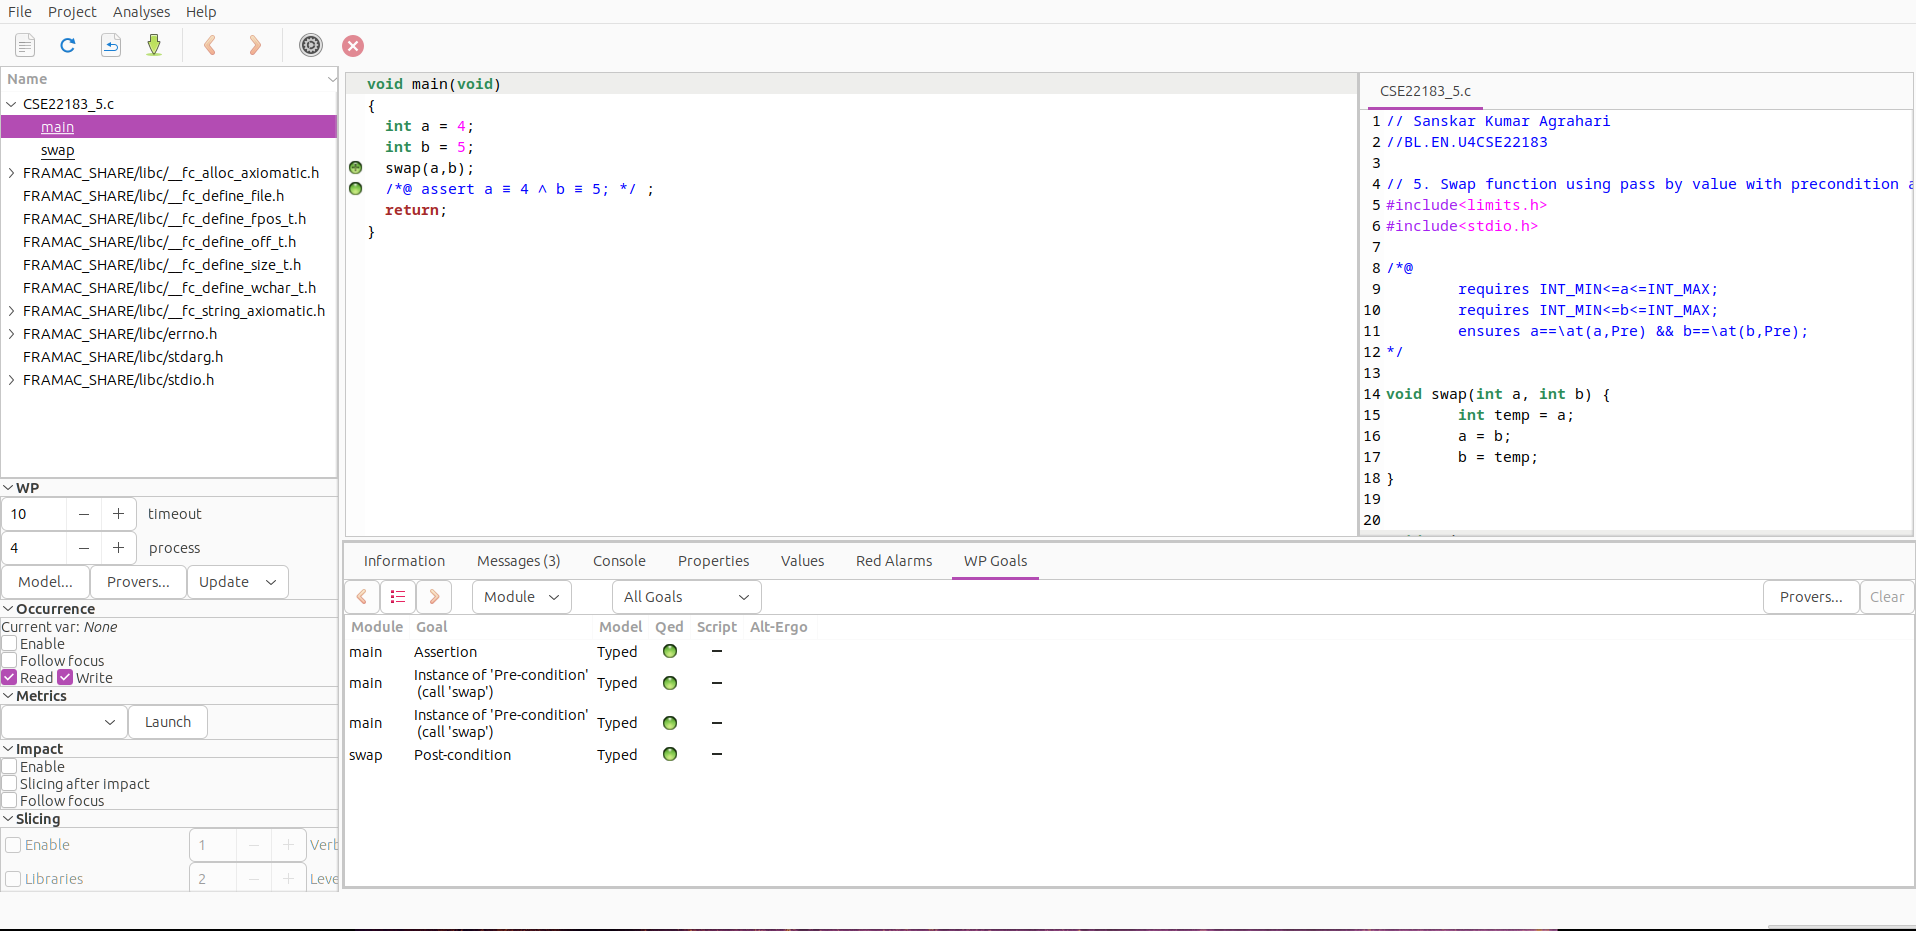 File Project Analyses Help
Name
CSE22183_5.c
main
swap
FRAMAC_SHARE/libc/__fc_alloc_axiomatic.h
FRAMAC_SHARE/libc/__fc_define_file.h
FRAMAC_SHARE/libc/__fc_define_fpos_t.h
FRAMAC_SHARE/libc/__fc_define_off_t.h
FRAMAC_SHARE/libc/__fc_define_size_t.h
FRAMAC_SHARE/libc/__fc_define_wchar_t.h
FRAMAC_SHARE/libc/__fc_string_axiomatic.h
FRAMAC_SHARE/libc/errno.h
FRAMAC_SHARE/libc/stdarg.h
FRAMAC_SHARE/libc/stdio.h
WP
10 − + timeout
4 − + process
Model... Provers... Update
Occurrence
Current var: None
Enable
Follow focus
Read Write
Metrics
Launch
Impact
Enable
Slicing after impact
Follow focus
Slicing
Enable 1 − + Verb
Libraries 2 − + Leve
void main(void)
{
int a = 4;
int b = 5;
swap(a,b);
/*@ assert a ≡ 4 ∧ b ≡ 5; */ ;
return;
}
CSE22183_5.c
1 // Sanskar Kumar Agrahari
2 //BL.EN.U4CSE22183
3
4 // 5. Swap function using pass by value with precondition a
5 #include<limits.h>
6 #include<stdio.h>
7
8 /*@
9 requires INT_MIN<=a<=INT_MAX;
10 requires INT_MIN<=b<=INT_MAX;
11 ensures a==\at(a,Pre) && b==\at(b,Pre);
12 */
13
14 void swap(int a, int b) {
15 int temp = a;
16 a = b;
17 b = temp;
18 }
19
20
Information Messages (3) Console Properties Values Red Alarms WP Goals
Module All Goals Provers... Clear
Module Goal Model Qed Script Alt-Ergo
main Assertion Typed −
main Instance of 'Pre-condition' Typed −
(call 'swap')
main Instance of 'Pre-condition' Typed −
(call 'swap')
swap Post-condition Typed −